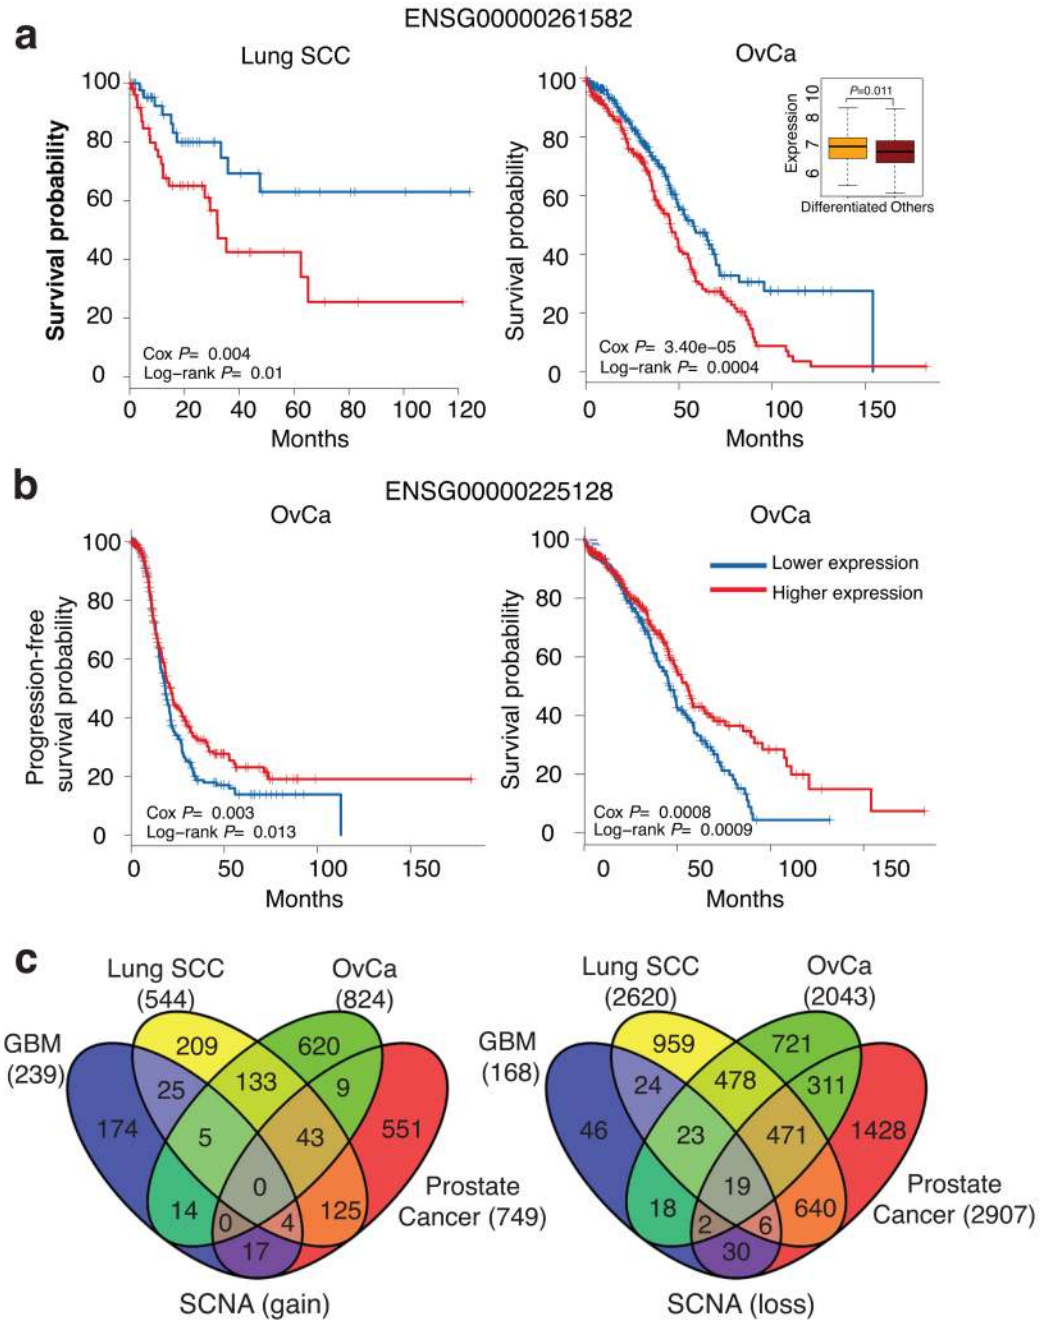 a
ENSG00000261582
Lung SCC
OvCa
Survival probability
100
80
60
40
20
0
Cox P= 0.004
Log–rank P= 0.01
0 20 40 60 80 100 120
Months
Survival probability
100
80
60
40
20
0
Cox P= 3.40e–05
Log–rank P= 0.0004
0 50 100 150
Months
Expression
10
8
7
6
P=0.011
Differentiated Others
b
ENSG00000225128
OvCa
OvCa
Progression-free
survival probability
100
80
60
40
20
0
Cox P= 0.003
Log–rank P= 0.013
0 50 100 150
Months
Survival probability
100
80
60
40
20
0
Lower expression
Higher expression
Cox P= 0.0008
Log–rank P= 0.0009
0 50 100 150
Months
c
Lung SCC
(544)
OvCa
(824)
GBM
(239)
Prostate
Cancer (749)
209 620
25 133 9
174 5 43 551
0
14 0 4 125
17
SCNA (gain)
Lung SCC
(2620)
OvCa
(2043)
GBM
(168)
Prostate
Cancer (2907)
959 721
24 478 311
46 23 471 1428
19
18 2 6 640
30
SCNA (loss)